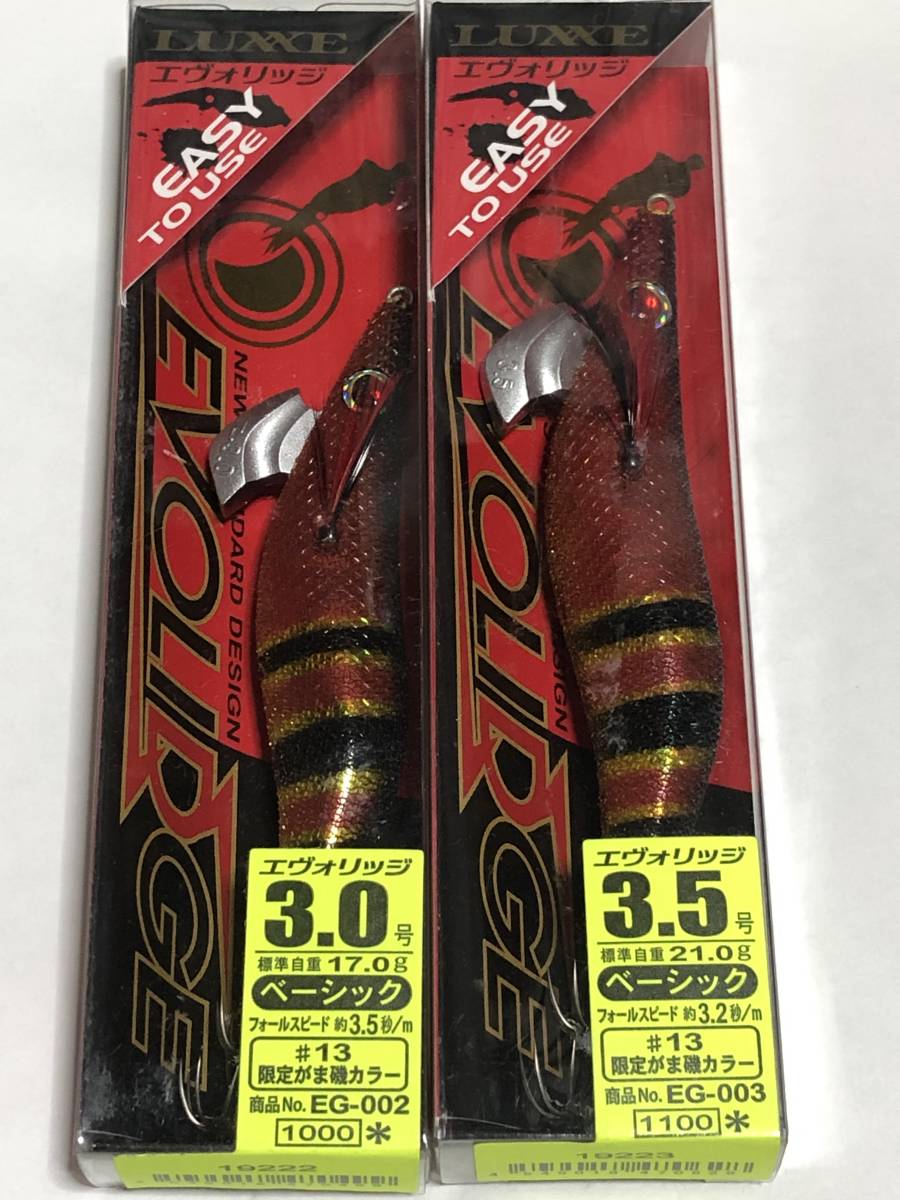 LUXXE
エヴォリッジ
EASY
TO USE
EVOLIDGE
NEW
DARD DESIGN
3.0
エヴォリッジ
3.0号
標準自重 17.0g
ベーシック
フォールスピード 約3.5秒/m
#13
限定がま磯カラー
商品No. EG-002
1000 *
19222
LUXXE
エヴォリッジ
EASY
TO USE
3.5
エヴォリッジ
3.5号
標準自重 21.0g
ベーシック
フォールスピード 約3.2秒/m
#13
限定がま磯カラー
商品No. EG-003
1100 *
19223